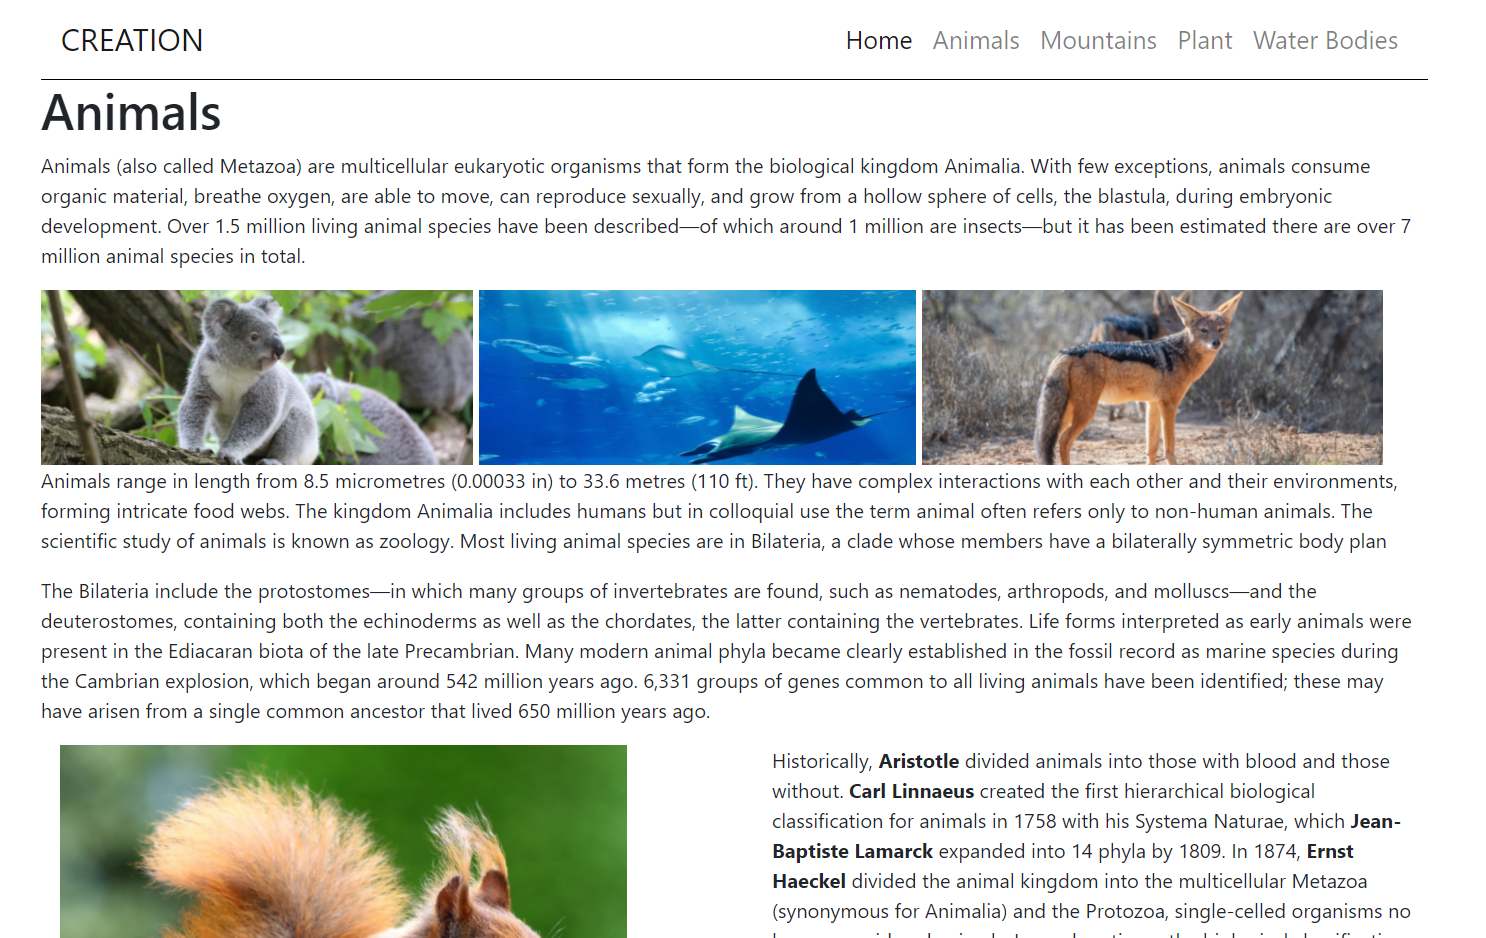 CREATION
Home Animals Mountains Plant Water Bodies
Animals
Animals (also called Metazoa) are multicellular eukaryotic organisms that form the biological kingdom Animalia. With few exceptions, animals consume
organic material, breathe oxygen, are able to move, can reproduce sexually, and grow from a hollow sphere of cells, the blastula, during embryonic
development. Over 1.5 million living animal species have been described—of which around 1 million are insects—but it has been estimated there are over 7
million animal species in total.
Animals range in length from 8.5 micrometres (0.00033 in) to 33.6 metres (110 ft). They have complex interactions with each other and their environments,
forming intricate food webs. The kingdom Animalia includes humans but in colloquial use the term animal often refers only to non-human animals. The
scientific study of animals is known as zoology. Most living animal species are in Bilateria, a clade whose members have a bilaterally symmetric body plan
The Bilateria include the protostomes—in which many groups of invertebrates are found, such as nematodes, arthropods, and molluscs—and the
deuterostomes, containing both the echinoderms as well as the chordates, the latter containing the vertebrates. Life forms interpreted as early animals were
present in the Ediacaran biota of the late Precambrian. Many modern animal phyla became clearly established in the fossil record as marine species during
the Cambrian explosion, which began around 542 million years ago. 6,331 groups of genes common to all living animals have been identified; these may
have arisen from a single common ancestor that lived 650 million years ago.
Historically, Aristotle divided animals into those with blood and those
without. Carl Linnaeus created the first hierarchical biological
classification for animals in 1758 with his Systema Naturae, which Jean-
Baptiste Lamarck expanded into 14 phyla by 1809. In 1874, Ernst
Haeckel divided the animal kingdom into the multicellular Metazoa
(synonymous for Animalia) and the Protozoa, single-celled organisms no